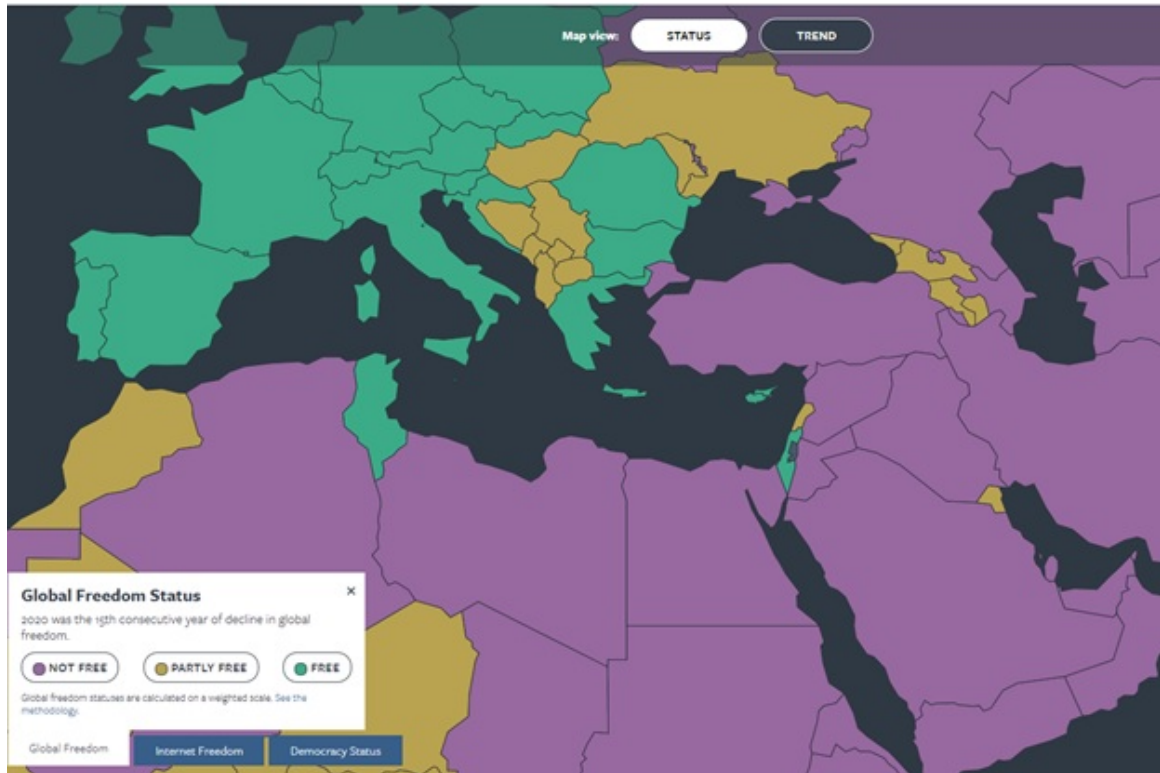 Map view: STATUS TREND
Global Freedom Status ×
2020 was the 15th consecutive year of decline in global
freedom.
NOT FREE PARTLY FREE FREE
Global freedom statuses are calculated on a weighted scale. See the
methodology.
Global Freedom Internet Freedom Democracy Status